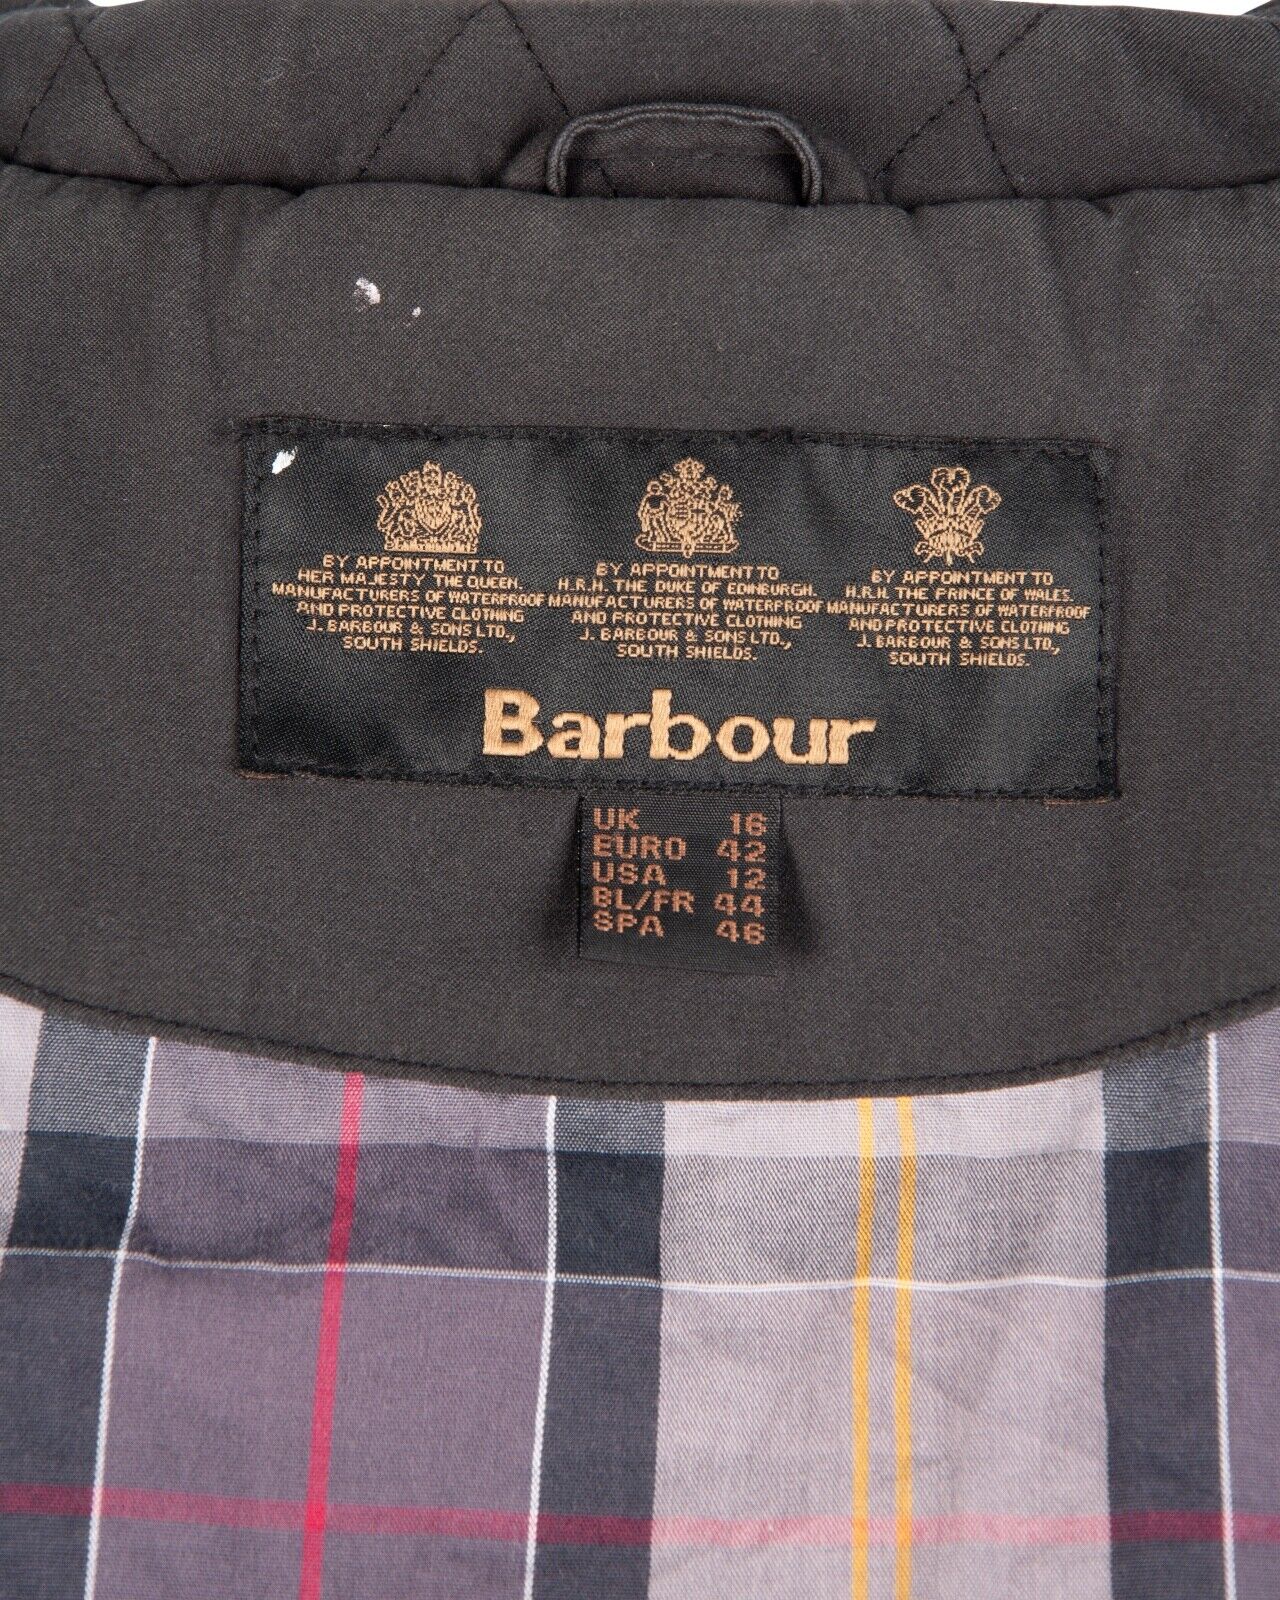 BY APPOINTMENT TO
HER MAJESTY THE QUEEN.
MANUFACTURERS OF WATERPROOF
AND PROTECTIVE CLOTHING
J. BARBOUR & SONS LTD.,
SOUTH SHIELDS.
BY APPOINTMENT TO
H.R.H. THE DUKE OF EDINBURGH.
MANUFACTURERS OF WATERPROOF
AND PROTECTIVE CLOTHING
J. BARBOUR & SONS LTD.,
SOUTH SHIELDS.
BY APPOINTMENT TO
H.R.H. THE PRINCE OF WALES.
MANUFACTURERS OF WATERPROOF
AND PROTECTIVE CLOTHING
J. BARBOUR & SONS LTD.,
SOUTH SHIELDS.
Barbour
UK 16
EURO 42
USA 12
BL/FR 44
SPA 46